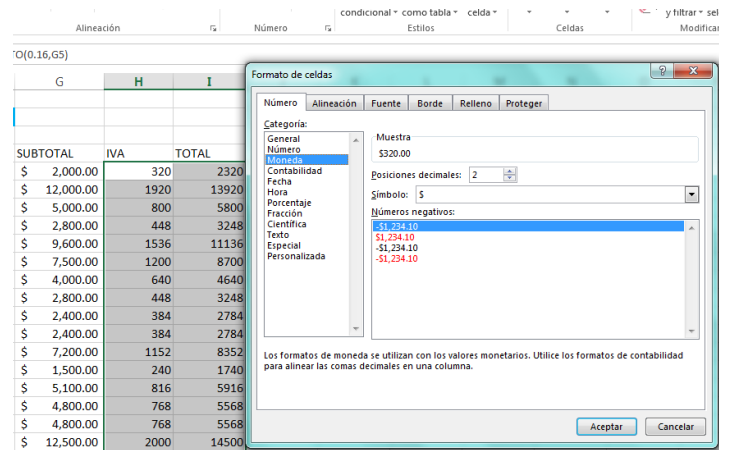 condicional como tabla celda
y filtrar
Alineación Número Estilos Celdas Modificar
TO(0.16,G5)
G H I
SUBTOTAL IVA TOTAL
$ 2,000.00 320 2320
$ 12,000.00 1920 13920
$ 5,000.00 800 5800
$ 2,800.00 448 3248
$ 9,600.00 1536 11136
$ 7,500.00 1200 8700
$ 4,000.00 640 4640
$ 2,800.00 448 3248
$ 2,400.00 384 2784
$ 2,400.00 384 2784
$ 7,200.00 1152 8352
$ 1,500.00 240 1740
$ 5,100.00 816 5916
$ 4,800.00 768 5568
$ 4,800.00 768 5568
$ 12,500.00 2000 14500
Formato de celdas
Número Alineación Fuente Borde Relleno Proteger
Categoría:
General
Número
Moneda
Contabilidad
Fecha
Hora
Porcentaje
Fracción
Científica
Texto
Especial
Personalizada
Muestra
$320.00
Posiciones decimales: 2
Símbolo: $
Números negativos:
-$1,234.10
$1,234.10
-$1,234.10
-$1,234.10
Los formatos de moneda se utilizan con los valores monetarios. Utilice los formatos de contabilidad
para alinear las comas decimales en una columna.
Aceptar Cancelar